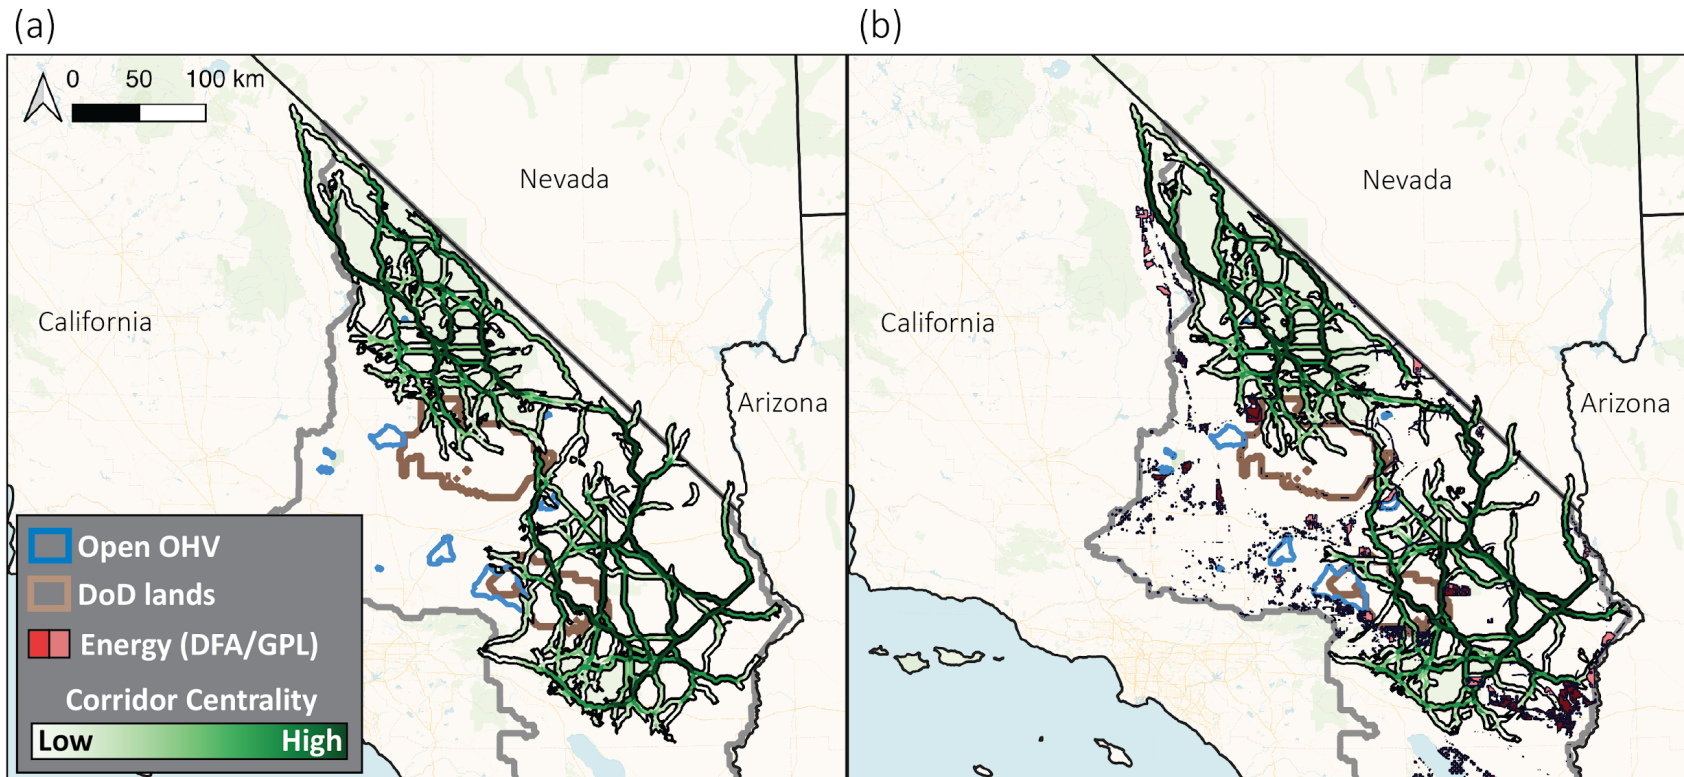 (a)
(b)
0 50 100 km
Nevada
California
Arizona
Open OHV
DoD lands
Energy (DFA/GPL)
Corridor Centrality
Low High
Nevada
California
Arizona